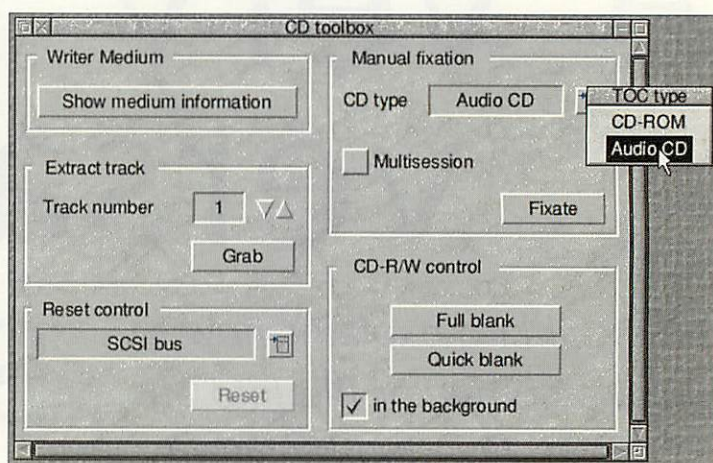 CD toolbox
Writer Medium
Show medium information
Extract track
Track number 1
Grab
Reset control
SCSI bus
Reset
Manual fixation
CD type Audio CD
Multisession
Fixate
CD-R/W control
Full blank
Quick blank
in the background
TOC type
CD-ROM
Audio CD